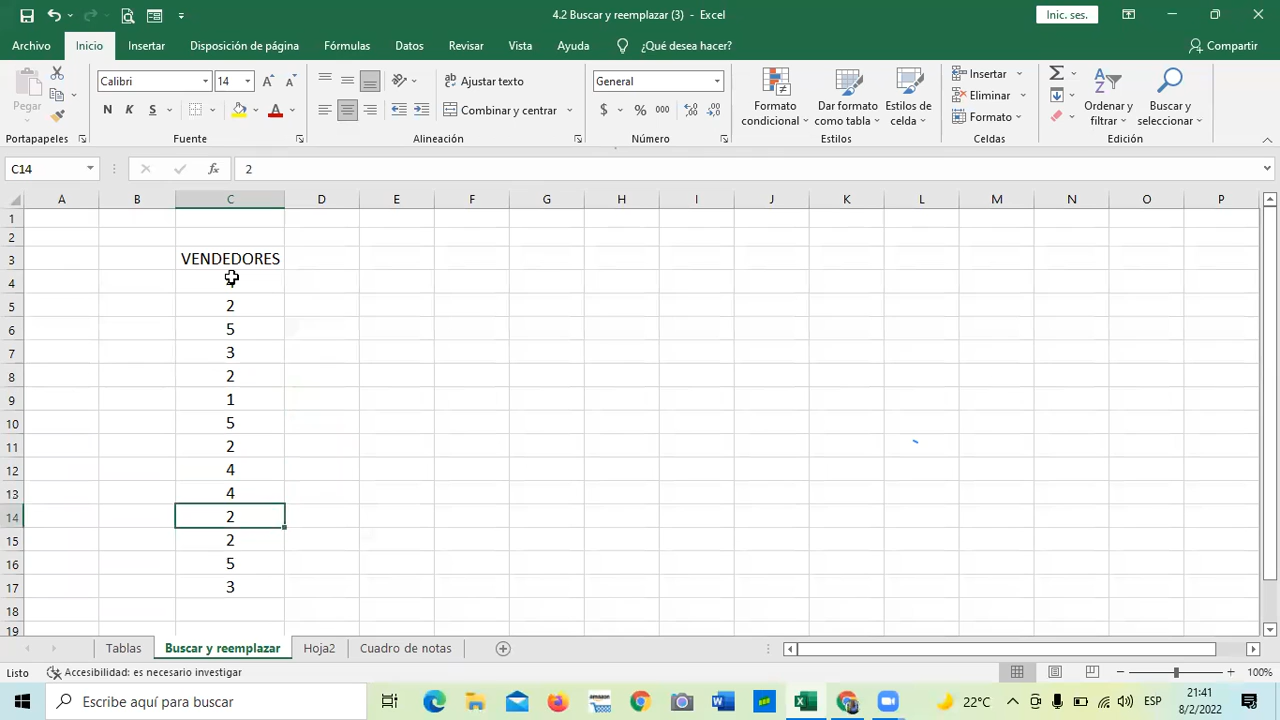 4.2 Buscar y reemplazar (3) - Excel
Inic. ses.
Archivo Inicio Insertar Disposición de página Fórmulas Datos Revisar Vista Ayuda ¿Qué desea hacer? Compartir
Pegar
Calibri 14
Ajustar texto
General
Formato condicional
Dar formato como tabla
Estilos de celda
Insertar
Eliminar
Formato
Ordenar y filtrar
Buscar y seleccionar
N K S
Combinar y centrar
$ % 000
Portapapeles Fuente Alineación Número Estilos Celdas Edición
C14 fx 2
A B C D E F G H I J K L M N O P
1
2
3 VENDEDORES
4
5 2
6 5
7 3
8 2
9 1
10 5
11 2
12 4
13 4
14 2
15 2
16 5
17 3
18
19
Tablas Buscar y reemplazar Hoja2 Cuadro de notas
Listo Accesibilidad: es necesario investigar 100%
Escribe aquí para buscar 22°C ESP 21:41
8/2/2022